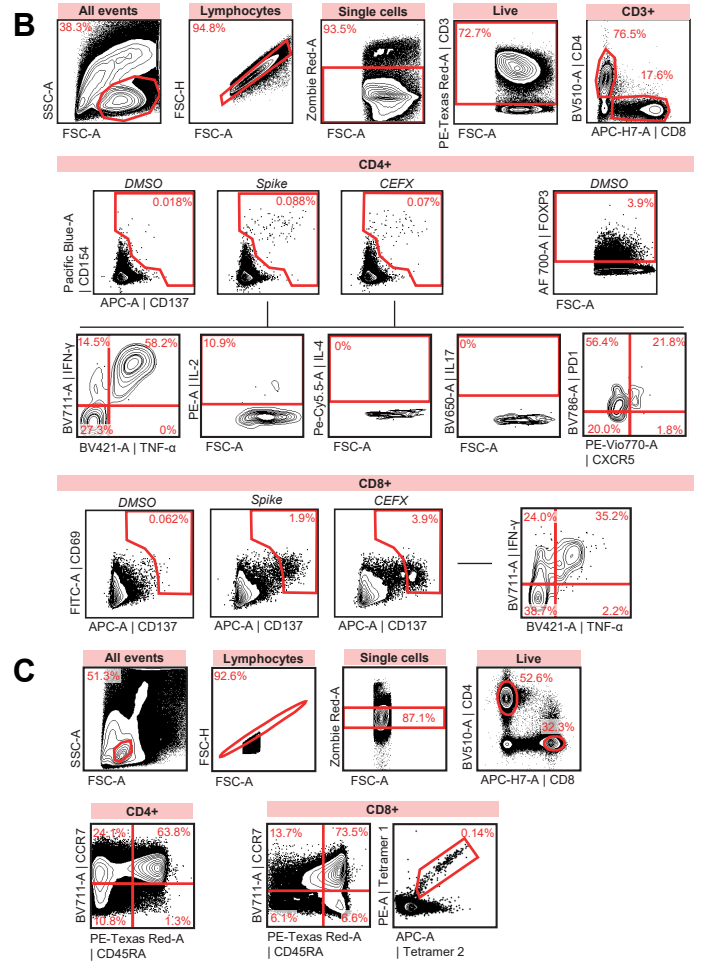 B
All events
Lymphocytes
Single cells
Live
CD3+
38.3%
94.8%
93.5%
72.7%
76.5%
17.6%
SSC-A
FSC-A
FSC-H
FSC-A
Zombie Red-A
FSC-A
PE-Texas Red-A | CD3
FSC-A
BV510-A | CD4
APC-H7-A | CD8
CD4+
DMSO
Spike
CEFX
DMSO
0.018%
0.088%
0.07%
3.9%
Pacific Blue-A
| CD154
APC-A | CD137
AF 700-A | FOXP3
FSC-A
14.5%
58.2%
27.3%
0%
BV711-A | IFN-γ
BV421-A | TNF-α
10.9%
PE-A | IL-2
FSC-A
0%
Pe-Cy5.5-A | IL-4
FSC-A
0%
BV650-A | IL17
FSC-A
56.4%
21.8%
20.0%
1.8%
BV786-A | PD1
PE-Vio770-A
| CXCR5
CD8+
DMSO
Spike
CEFX
0.062%
1.9%
3.9%
FITC-A | CD69
APC-A | CD137
APC-A | CD137
APC-A | CD137
24.0%
35.2%
38.7%
2.2%
BV711-A | IFN-γ
BV421-A | TNF-α
C
All events
Lymphocytes
Single cells
Live
51.3%
92.6%
87.1%
52.6%
32.3%
SSC-A
FSC-A
FSC-H
FSC-A
Zombie Red-A
FSC-A
BV510-A | CD4
APC-H7-A | CD8
CD4+
CD8+
24.1%
63.8%
10.8%
1.3%
BV711-A | CCR7
PE-Texas Red-A
| CD45RA
13.7%
73.5%
6.1%
6.6%
BV711-A | CCR7
PE-Texas Red-A
| CD45RA
0.14%
PE-A | Tetramer 1
APC-A
| Tetramer 2